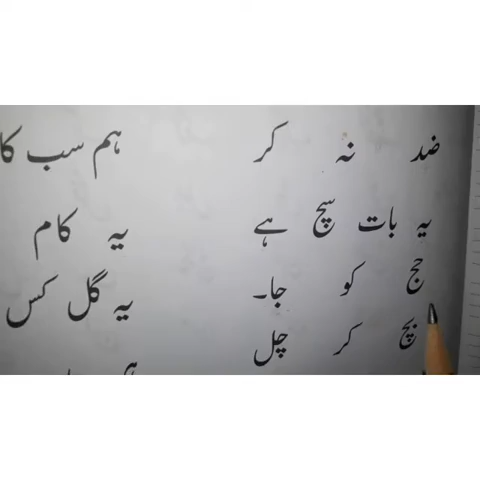 ضد نہ کر
یہ بات سچ ہے
حج کو جا۔
بچ کر چل
ہم سب کا
یہ کام
یہ گل کس